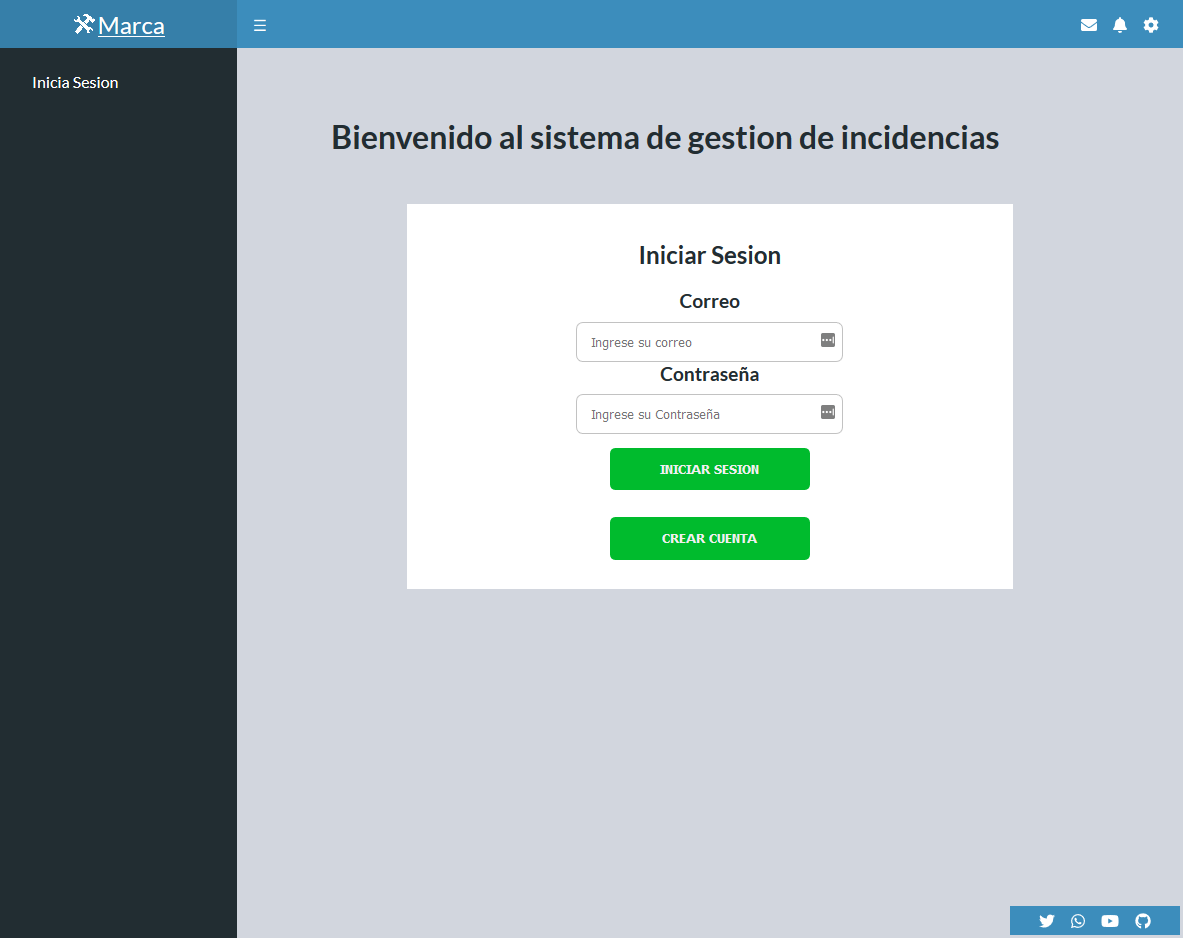 Marca
Inicia Sesion
Bienvenido al sistema de gestion de incidencias
Iniciar Sesion
Correo
Ingrese su correo
Contraseña
Ingrese su Contraseña
INICIAR SESION
CREAR CUENTA